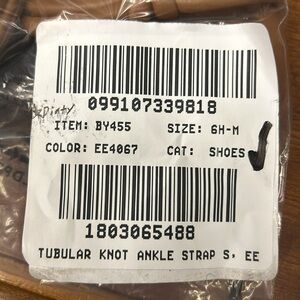 099107339818
ITEM: BY455 SIZE: 6H-M
COLOR: EE4067 CAT: SHOES
1803065488
TUBULAR KNOT ANKLE STRAP S, EE